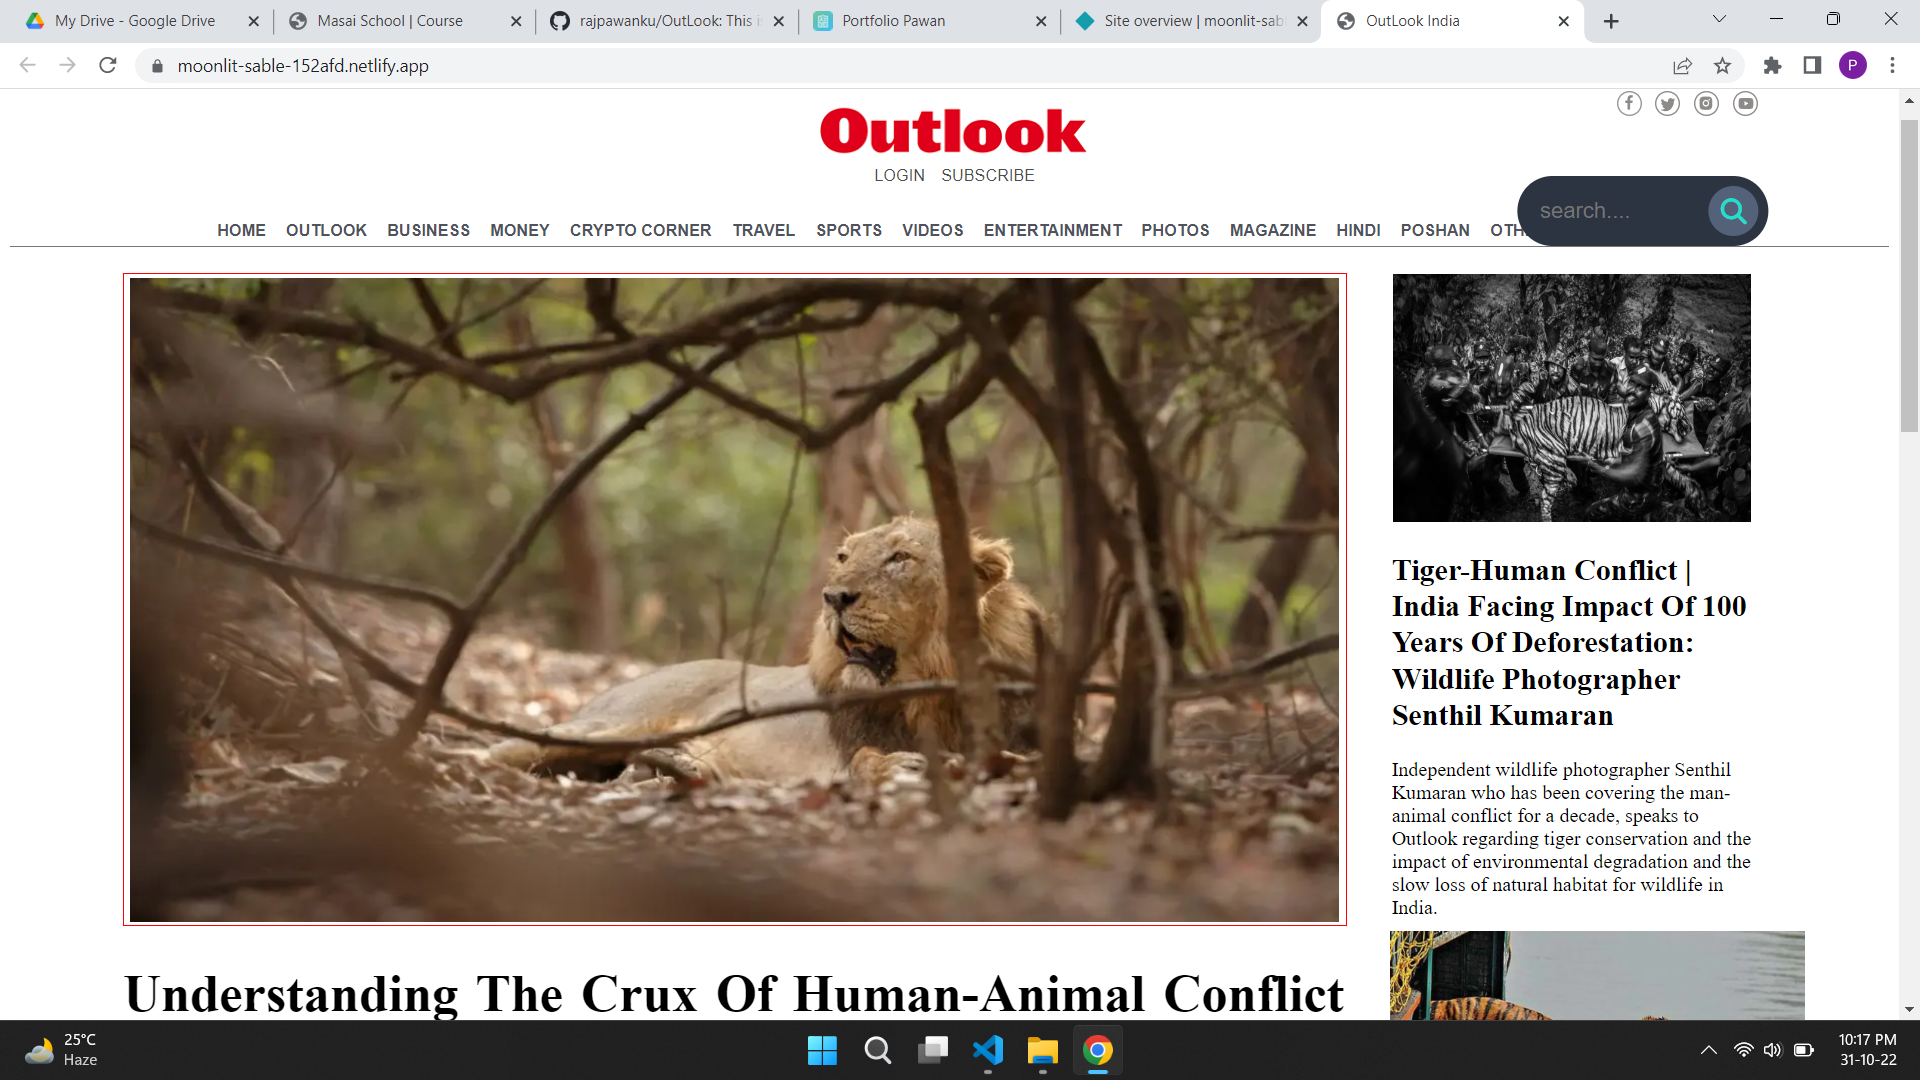 My Drive - Google Drive
Masai School | Course
rajpawanku/OutLook: This i
Portfolio Pawan
Site overview | moonlit-sab
OutLook India
moonlit-sable-152afd.netlify.app
P
Outlook
LOGIN SUBSCRIBE
search....
HOME OUTLOOK BUSINESS MONEY CRYPTO CORNER TRAVEL SPORTS VIDEOS ENTERTAINMENT PHOTOS MAGAZINE HINDI POSHAN OTH
Tiger-Human Conflict |
India Facing Impact Of 100
Years Of Deforestation:
Wildlife Photographer
Senthil Kumaran
Independent wildlife photographer Senthil
Kumaran who has been covering the man-
animal conflict for a decade, speaks to
Outlook regarding tiger conservation and the
impact of environmental degradation and the
slow loss of natural habitat for wildlife in
India.
Understanding The Crux Of Human-Animal Conflict
25°C
Haze
10:17 PM
31-10-22